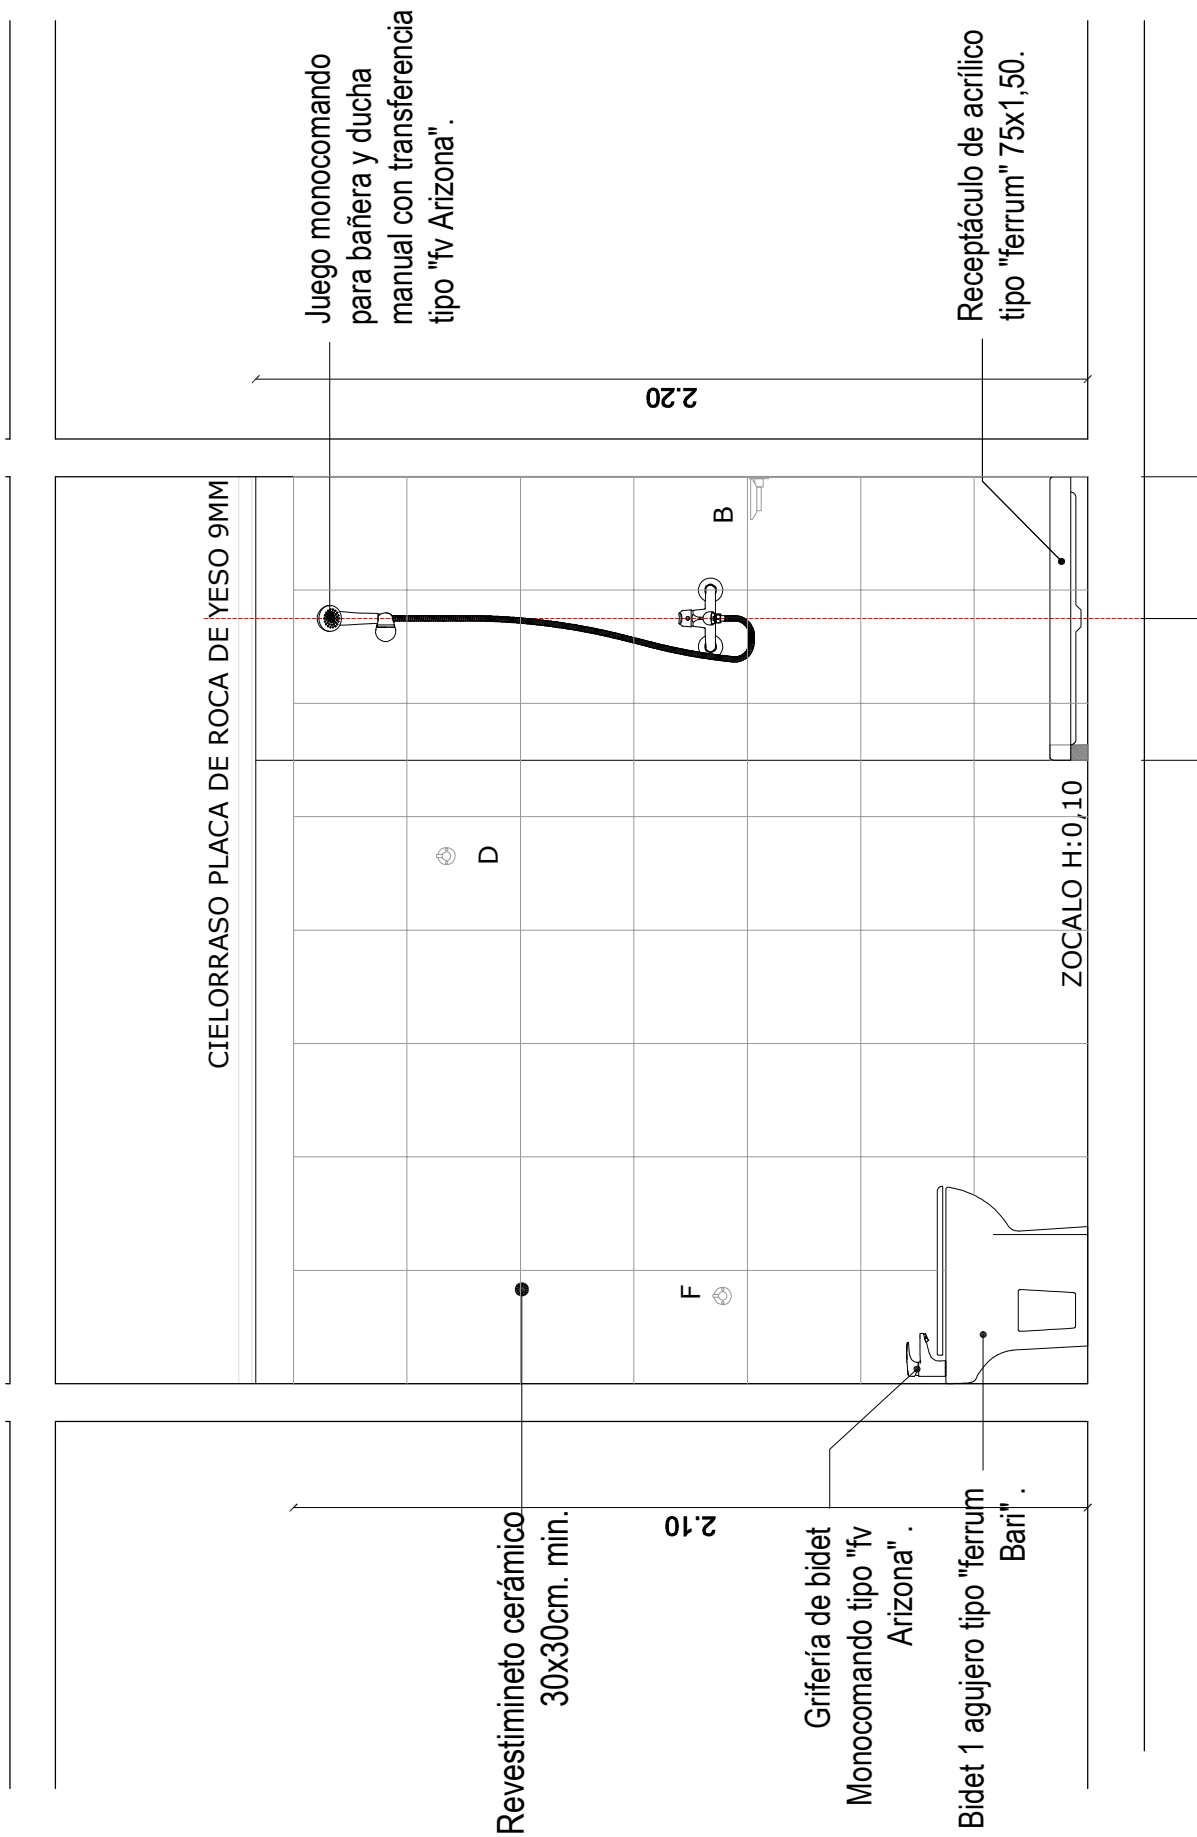 CIELORRASO PLACA DE ROCA DE YESO 9MM
Juego monocomando
para bañera y ducha
manual con transferencia
tipo "fv Arizona".
2.20
Receptáculo de acrílico
tipo "ferrum" 75x1,50.
B
D
F
ZOCALO H:0,10
Revestimineto cerámico
30x30cm. min.
2.10
Grifería de bidet
Monocomando tipo "fv
Arizona" .
Bidet 1 agujero tipo "ferrum
Bari" .